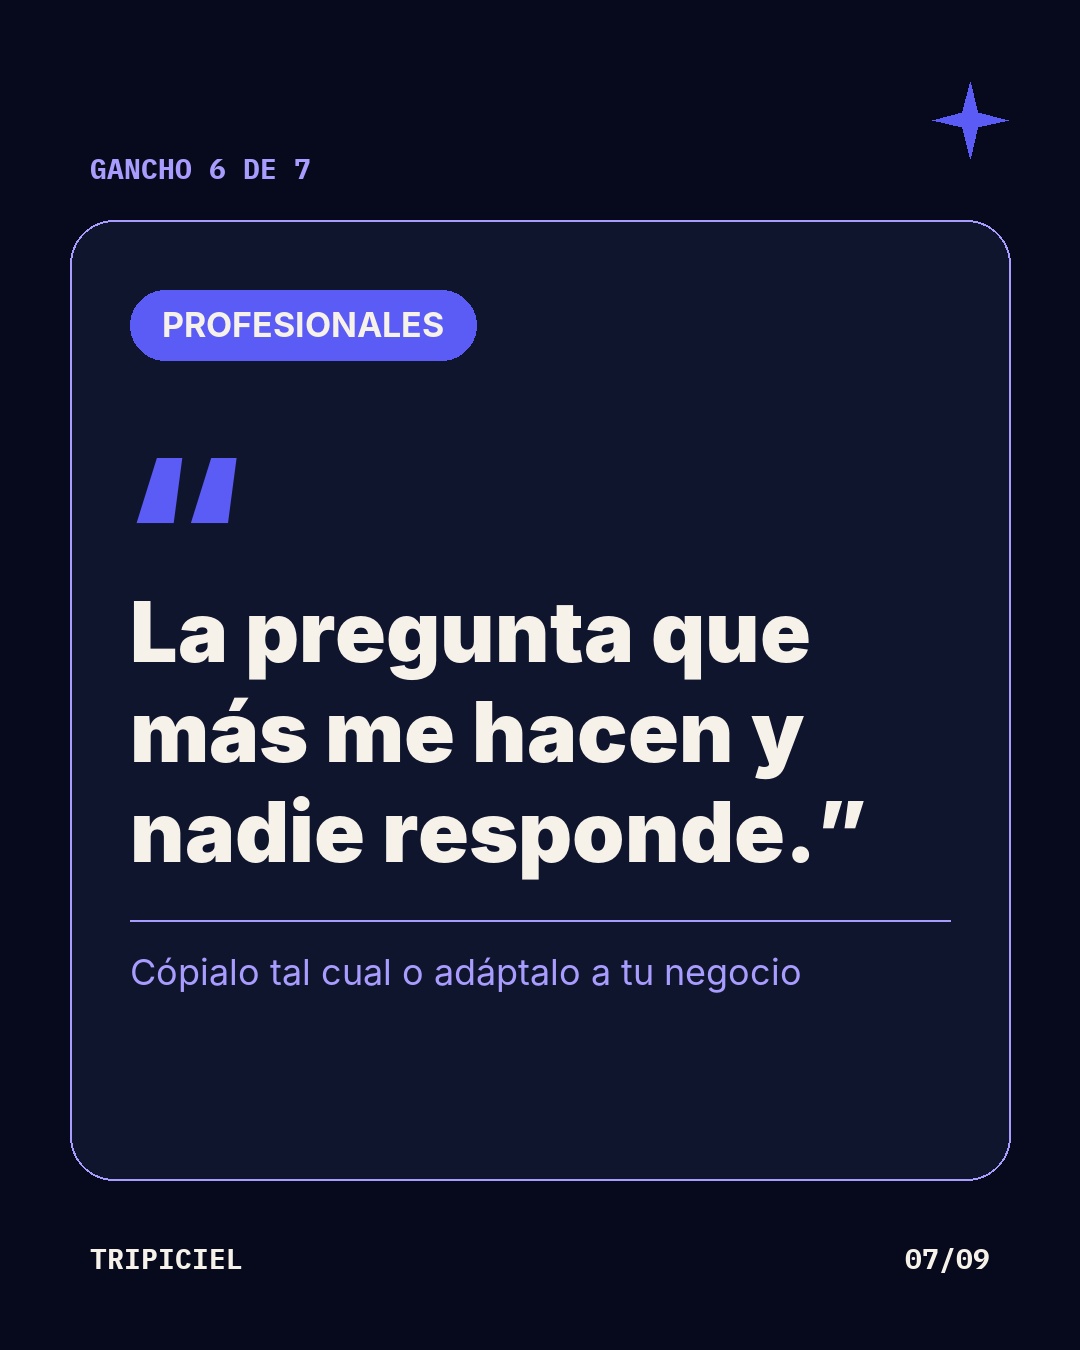 GANCHO 6 DE 7
PROFESIONALES
“
La pregunta que
más me hacen y
nadie responde.”
Cópialo tal cual o adáptalo a tu negocio
TRIPICIEL
07/09